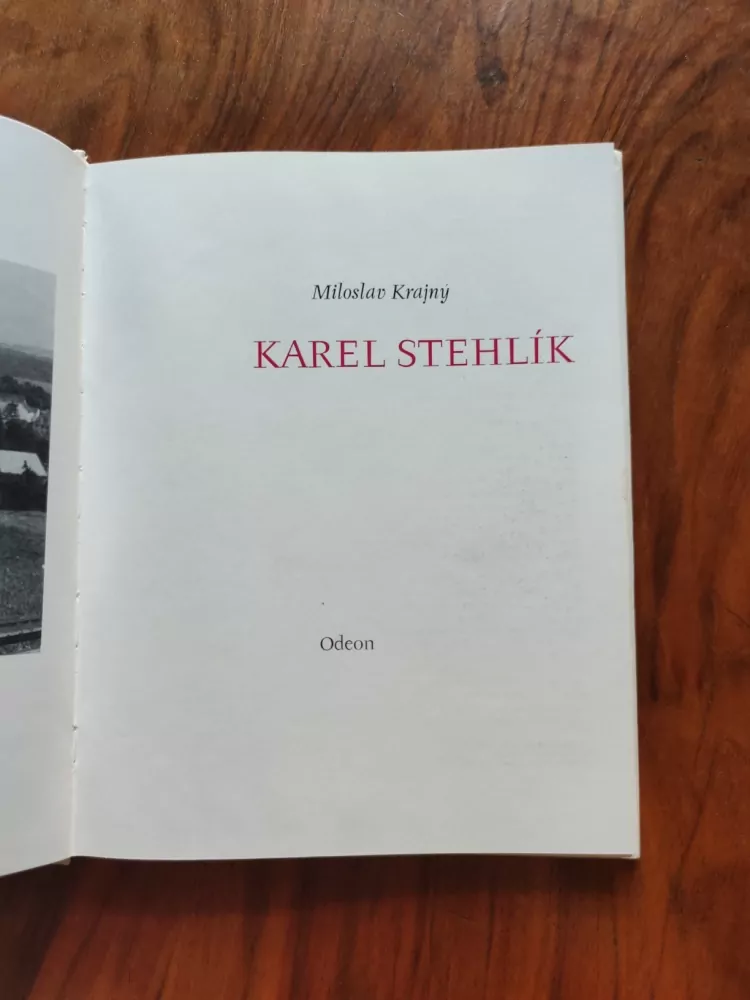 Miloslav Krajný
KAREL STEHLÍK
Odeon